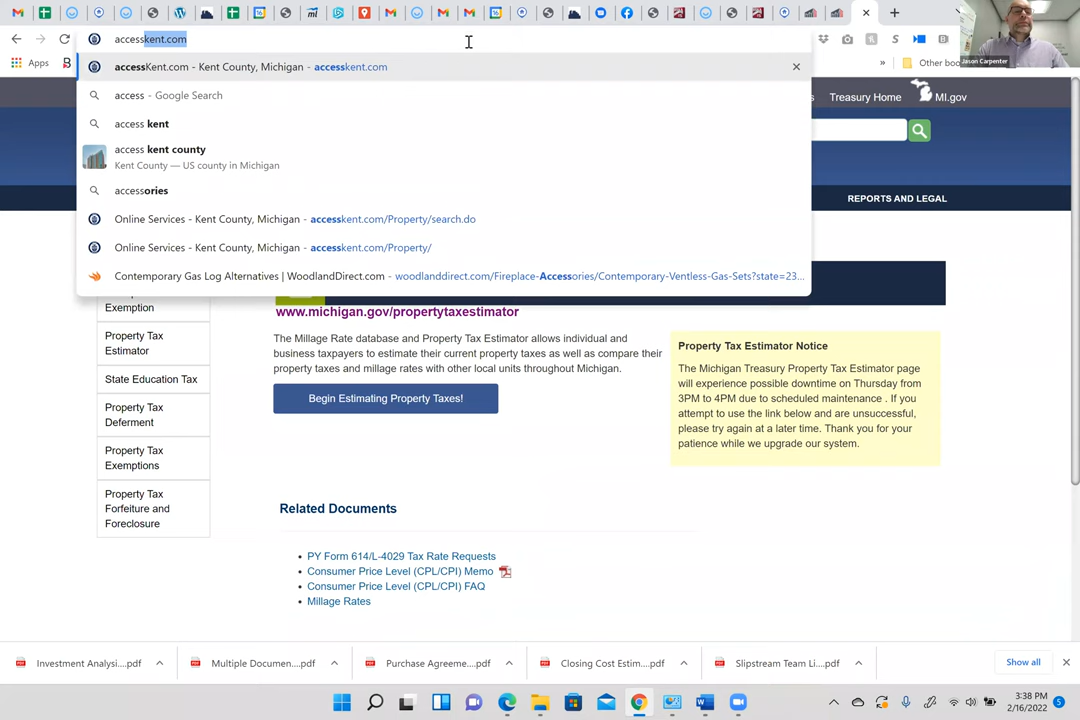 accesskent.com
accessKent.com - Kent County, Michigan - accesskent.com
access - Google Search
access kent
access kent county
Kent County — US county in Michigan
accessories
Online Services - Kent County, Michigan - accesskent.com/Property/search.do
Online Services - Kent County, Michigan - accesskent.com/Property/
Contemporary Gas Log Alternatives | WoodlandDirect.com - woodlanddirect.com/Fireplace-Accessories/Contemporary-Ventless-Gas-Sets?state=23...
Apps
» Other boo
Jason Carpenter
Treasury Home
MI.gov
REPORTS AND LEGAL
Exemption
Property Tax
Estimator
State Education Tax
Property Tax
Deferment
Property Tax
Exemptions
Property Tax
Forfeiture and
Foreclosure
www.michigan.gov/propertytaxestimator
The Millage Rate database and Property Tax Estimator allows individual and
business taxpayers to estimate their current property taxes as well as compare their
property taxes and millage rates with other local units throughout Michigan.
Begin Estimating Property Taxes!
Property Tax Estimator Notice
The Michigan Treasury Property Tax Estimator page
will experience possible downtime on Thursday from
3PM to 4PM due to scheduled maintenance . If you
attempt to use the link below and are unsuccessful,
please try again at a later time. Thank you for your
patience while we upgrade our system.
Related Documents
PY Form 614/L-4029 Tax Rate Requests
Consumer Price Level (CPL/CPI) Memo
Consumer Price Level (CPL/CPI) FAQ
Millage Rates
Investment Analysi....pdf
Multiple Documen....pdf
Purchase Agreeme....pdf
Closing Cost Estim....pdf
Slipstream Team Li....pdf
Show all
3:38 PM
2/16/2022